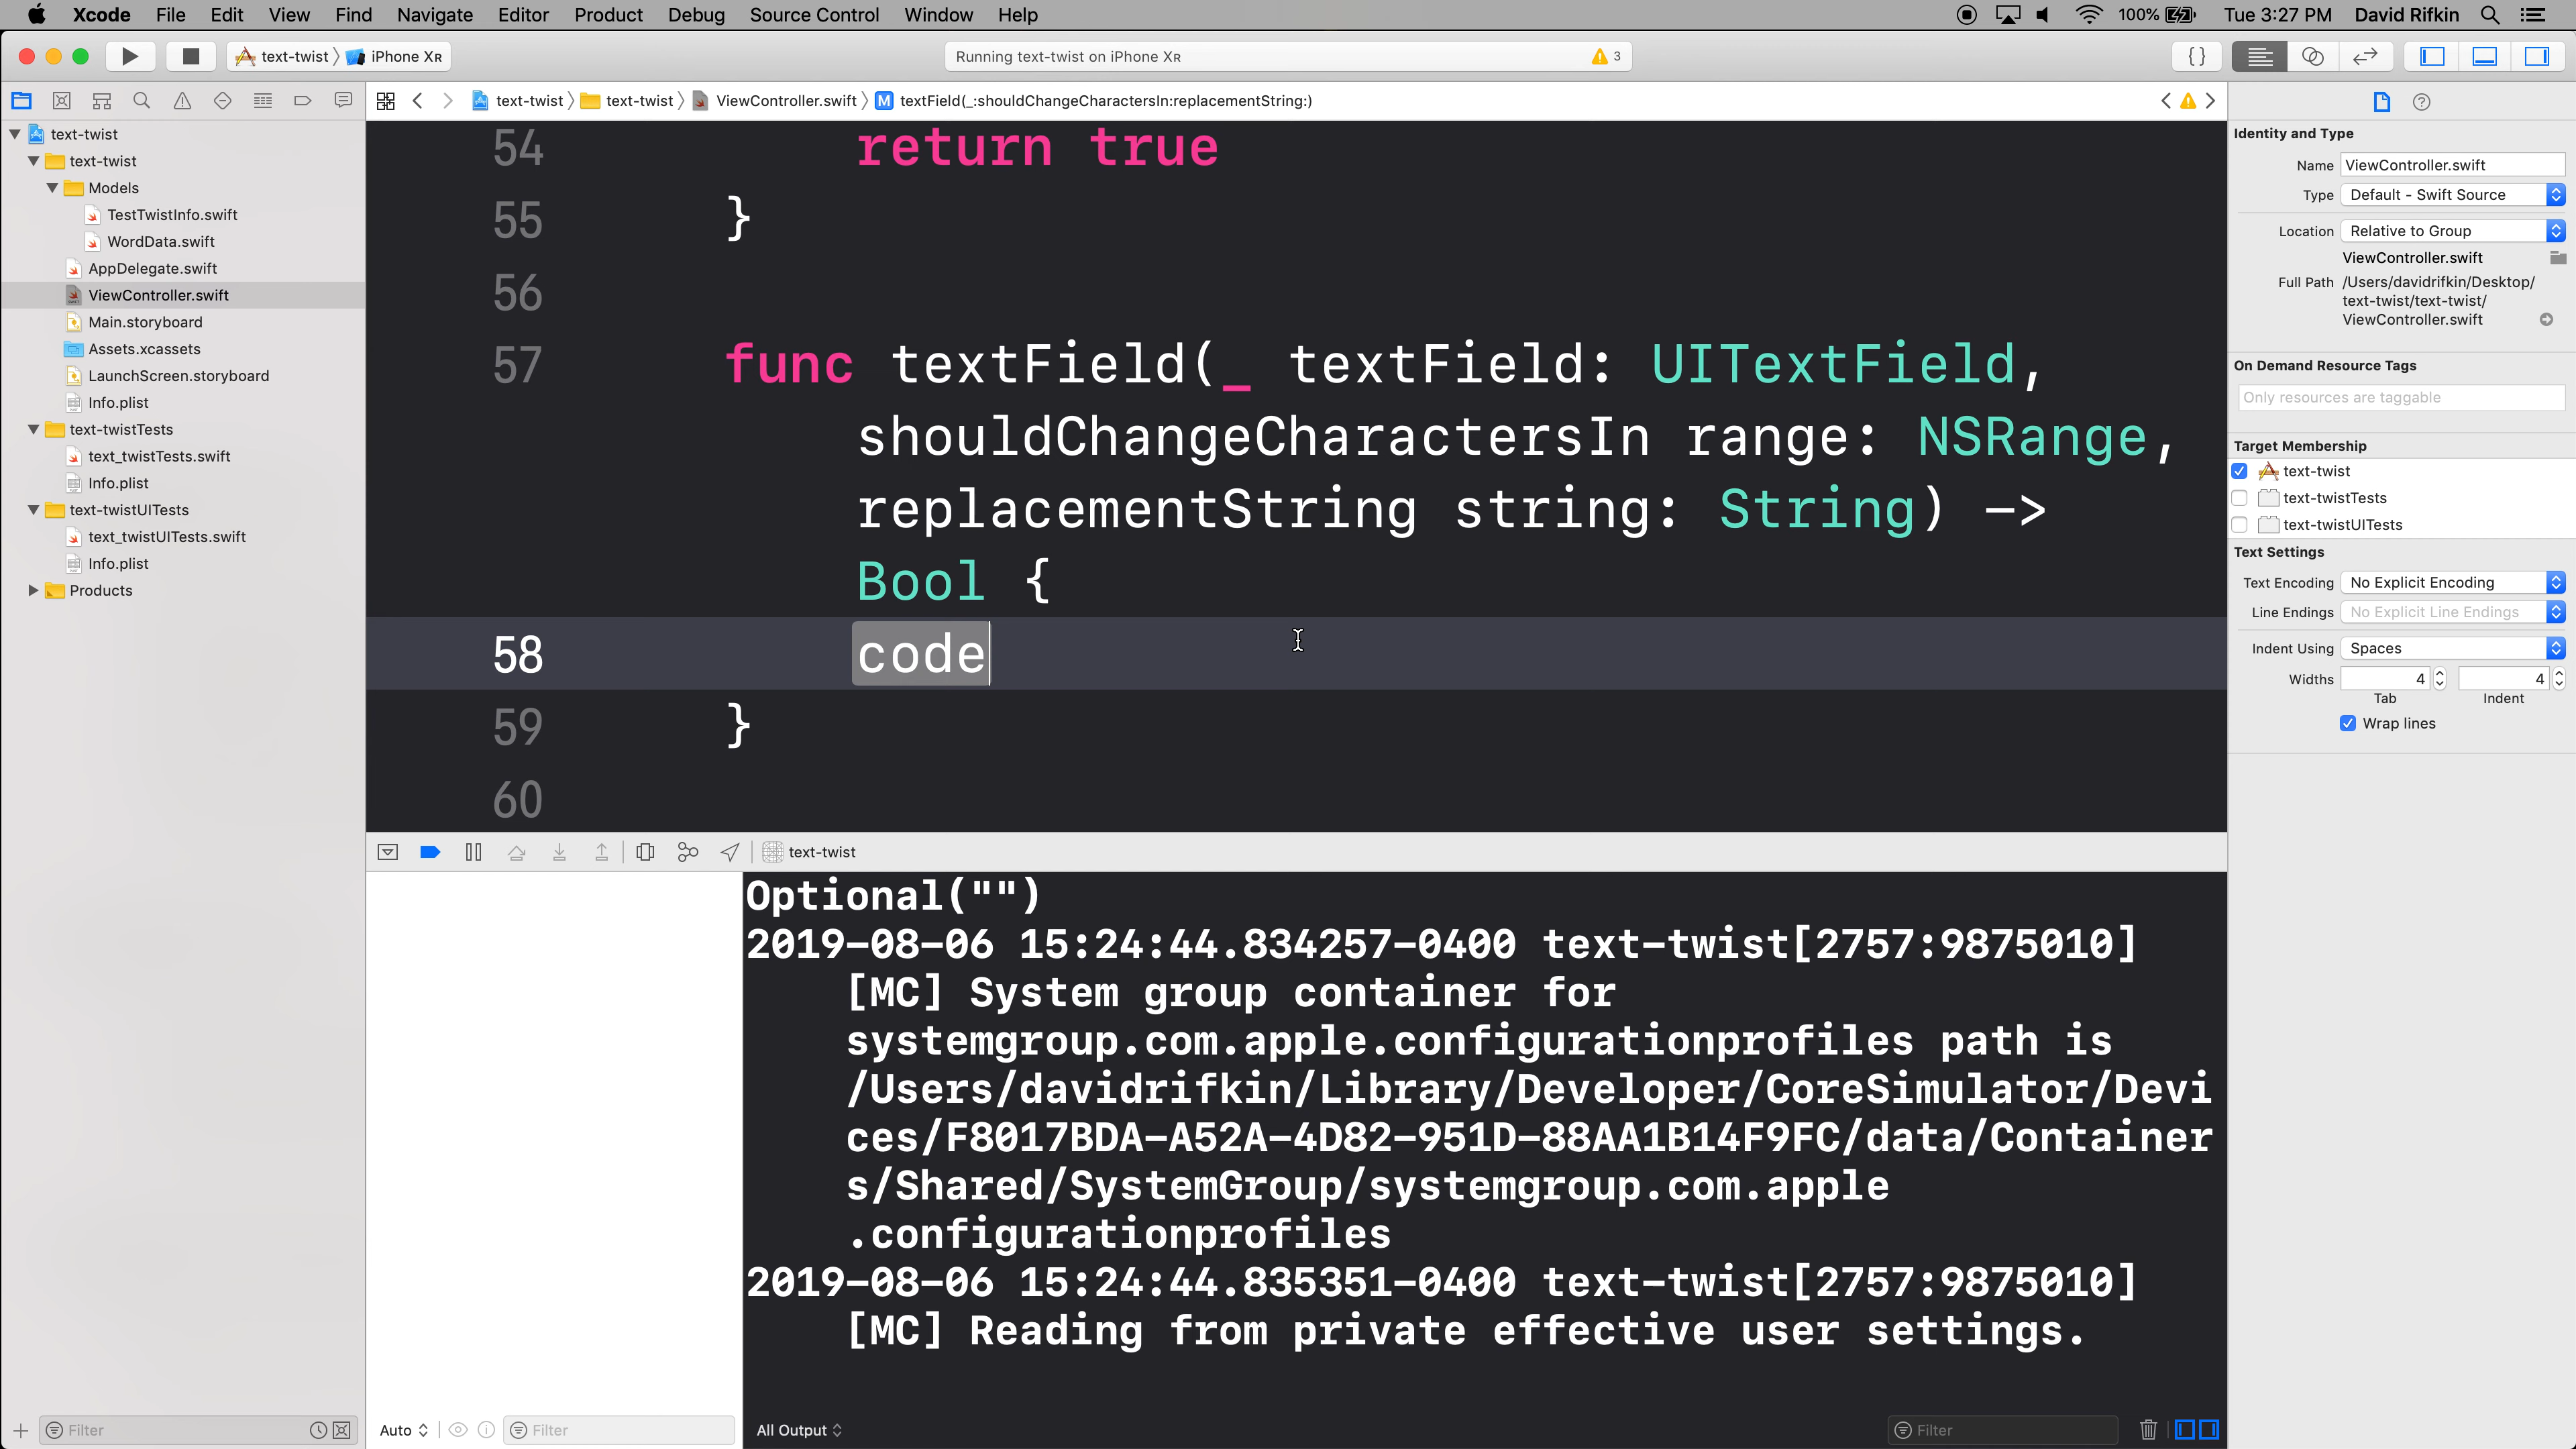 Xcode File Edit View Find Navigate Editor Product Debug Source Control Window Help 100% Tue 3:27 PM David Rifkin
text-twist iPhone XR Running text-twist on iPhone XR 3 {}
text-twist text-twist ViewController.swift M textField(_:shouldChangeCharactersIn:replacementString:)
text-twist
text-twist
Models
TestTwistInfo.swift
WordData.swift
AppDelegate.swift
ViewController.swift
Main.storyboard
Assets.xcassets
LaunchScreen.storyboard
Info.plist
text-twistTests
text_twistTests.swift
Info.plist
text-twistUITests
text_twistUITests.swift
Info.plist
Products
Filter
54 return true
55 }
56
57 func textField(_ textField: UITextField,
shouldChangeCharactersIn range: NSRange,
replacementString string: String) ->
Bool {
58 code
59 }
60
text-twist
Optional("")
2019-08-06 15:24:44.834257-0400 text-twist[2757:9875010]
[MC] System group container for
systemgroup.com.apple.configurationprofiles path is
/Users/davidrifkin/Library/Developer/CoreSimulator/Devi
ces/F8017BDA-A52A-4D82-951D-88AA1B14F9FC/data/Container
s/Shared/SystemGroup/systemgroup.com.apple
.configurationprofiles
2019-08-06 15:24:44.835351-0400 text-twist[2757:9875010]
[MC] Reading from private effective user settings.
Auto Filter All Output Filter
Identity and Type
Name ViewController.swift
Type Default - Swift Source
Location Relative to Group
ViewController.swift
Full Path /Users/davidrifkin/Desktop/
text-twist/text-twist/
ViewController.swift
On Demand Resource Tags
Only resources are taggable
Target Membership
text-twist
text-twistTests
text-twistUITests
Text Settings
Text Encoding No Explicit Encoding
Line Endings No Explicit Line Endings
Indent Using Spaces
Widths 4 4
Tab Indent
Wrap lines